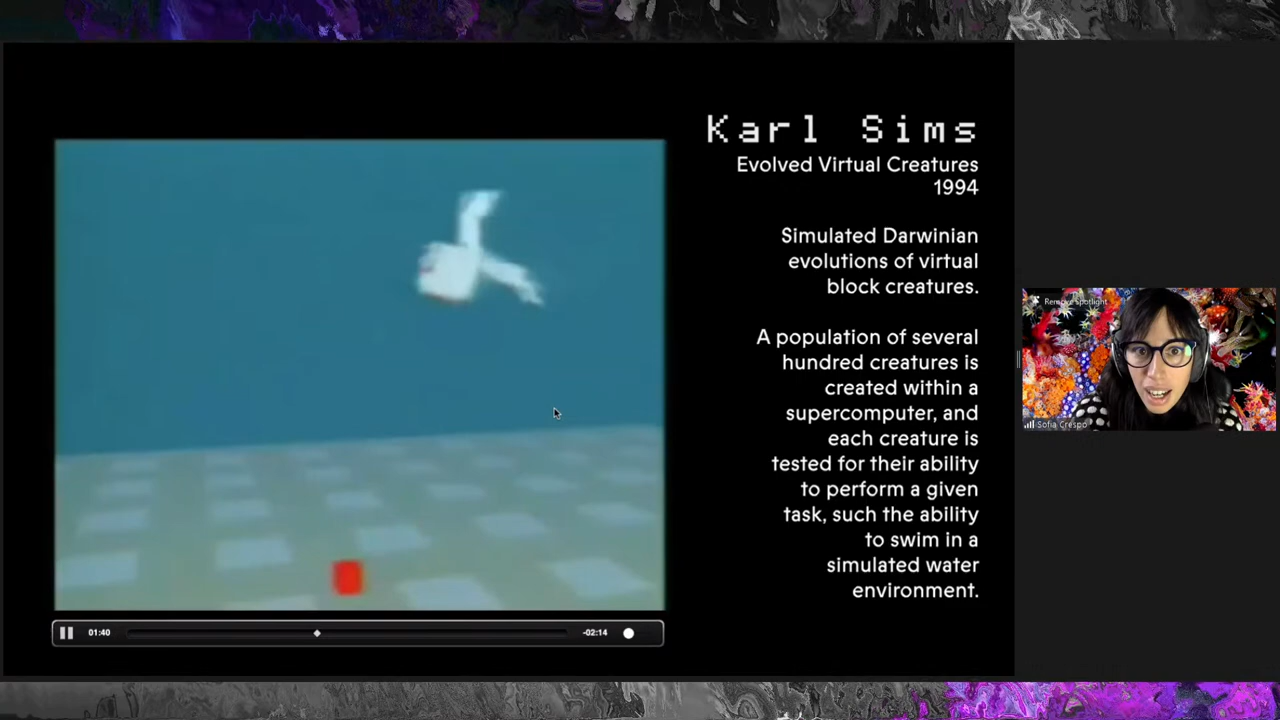 Karl Sims
Evolved Virtual Creatures
1994
Simulated Darwinian
evolutions of virtual
block creatures.
A population of several
hundred creatures is
created within a
supercomputer, and
each creature is
tested for their ability
to perform a given
task, such the ability
to swim in a
simulated water
environment.
01:40
-02:14
Remove Spotlight
Sofia Crespo